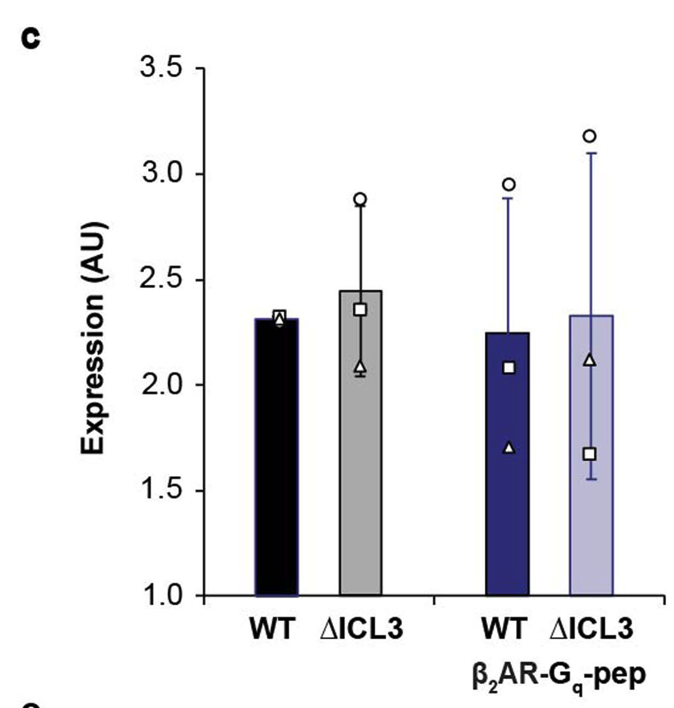 c
3.5
3.0
2.5
2.0
1.5
1.0
Expression (AU)
WT ΔICL3 WT ΔICL3
β₂AR-G_q-pep